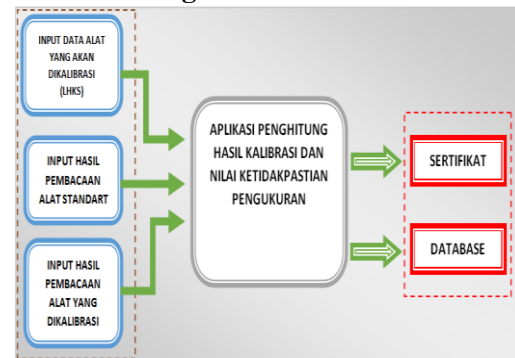 INPUT DATA ALAT
YANG AKAN
DIKALIBRASI
(LHKS)
INPUT HASIL
PEMBACAAN
ALAT STANDART
INPUT HASIL
PEMBACAAN
ALAT YANG
DIKALIBRASI
APLIKASI PENGHITUNG
HASIL KALIBRASI DAN
NILAI KETIDAKPASTIAN
PENGUKURAN
SERTIFIKAT
DATABASE